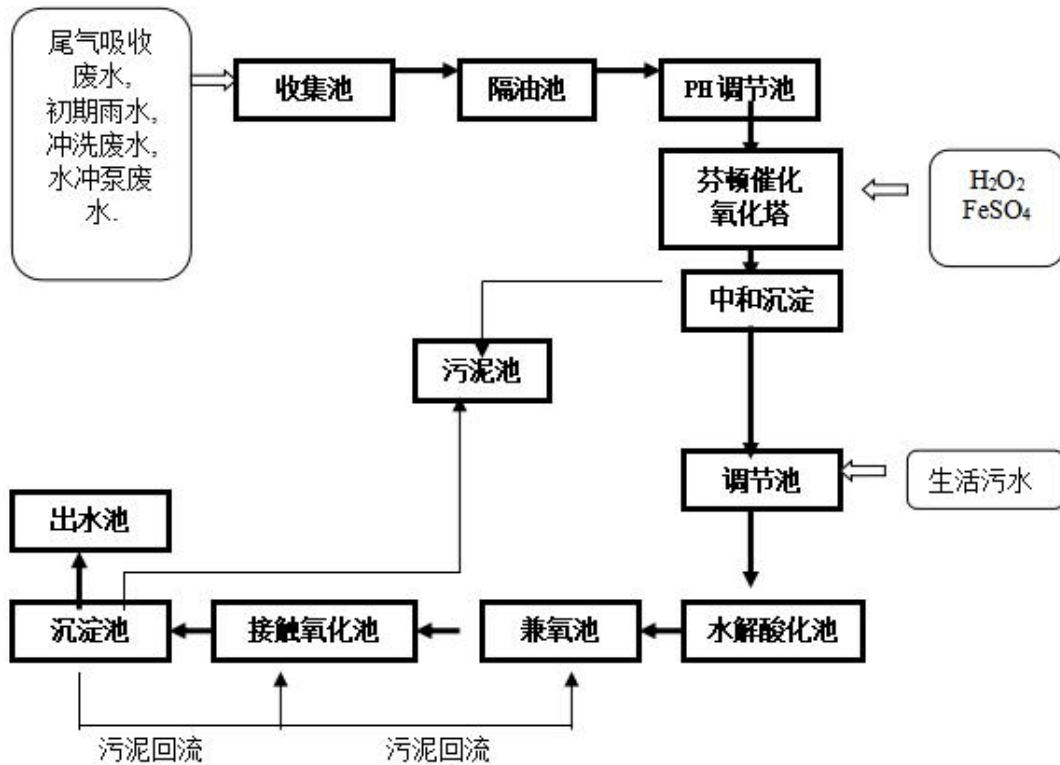 尾气吸收
废水,
初期雨水,
冲洗废水,
水冲泵废
水.
收集池
隔油池
PH调节池
芬顿催化
氧化塔
H₂O₂
FeSO₄
中和沉淀
污泥池
调节池
生活污水
出水池
沉淀池
接触氧化池
兼氧池
水解酸化池
污泥回流
污泥回流